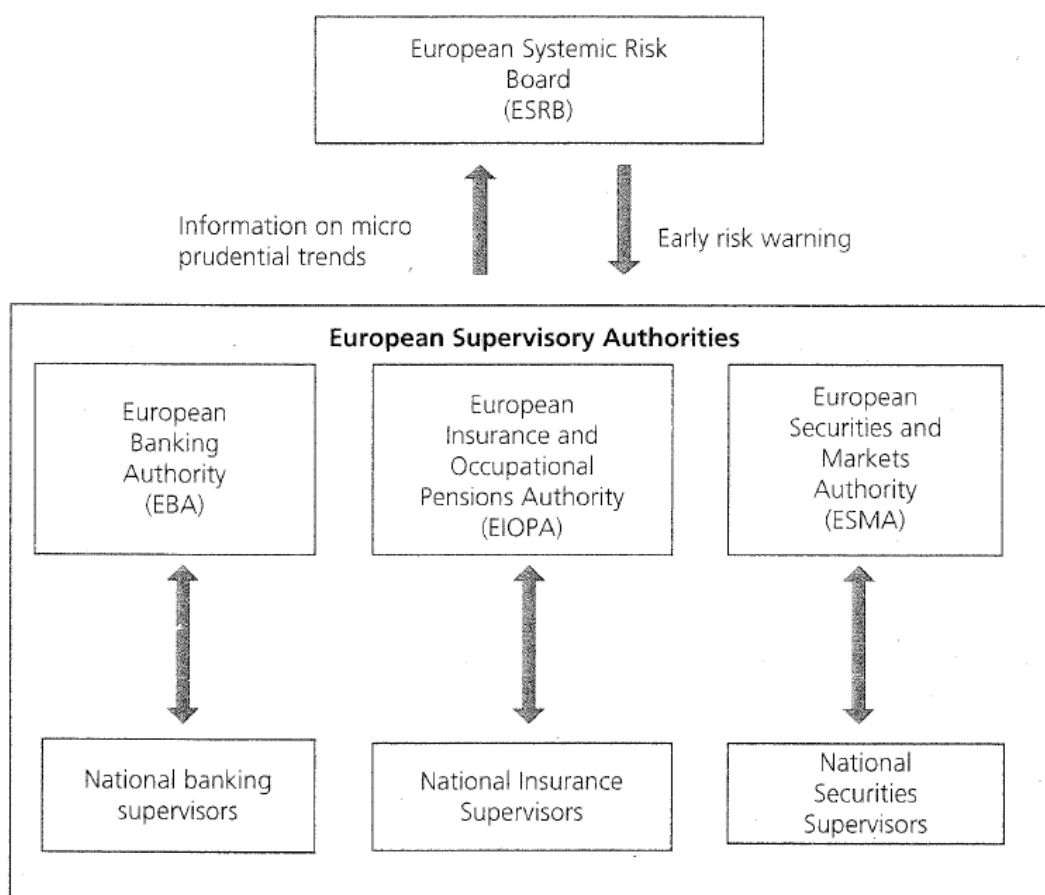 European Systemic Risk
Board
(ESRB)
Information on micro
prudential trends
Early risk warning
European Supervisory Authorities
European
Banking
Authority
(EBA)
European
Insurance and
Occupational
Pensions Authority
(EIOPA)
European
Securities and
Markets
Authority
(ESMA)
National banking
supervisors
National Insurance
Supervisors
National
Securities
Supervisors